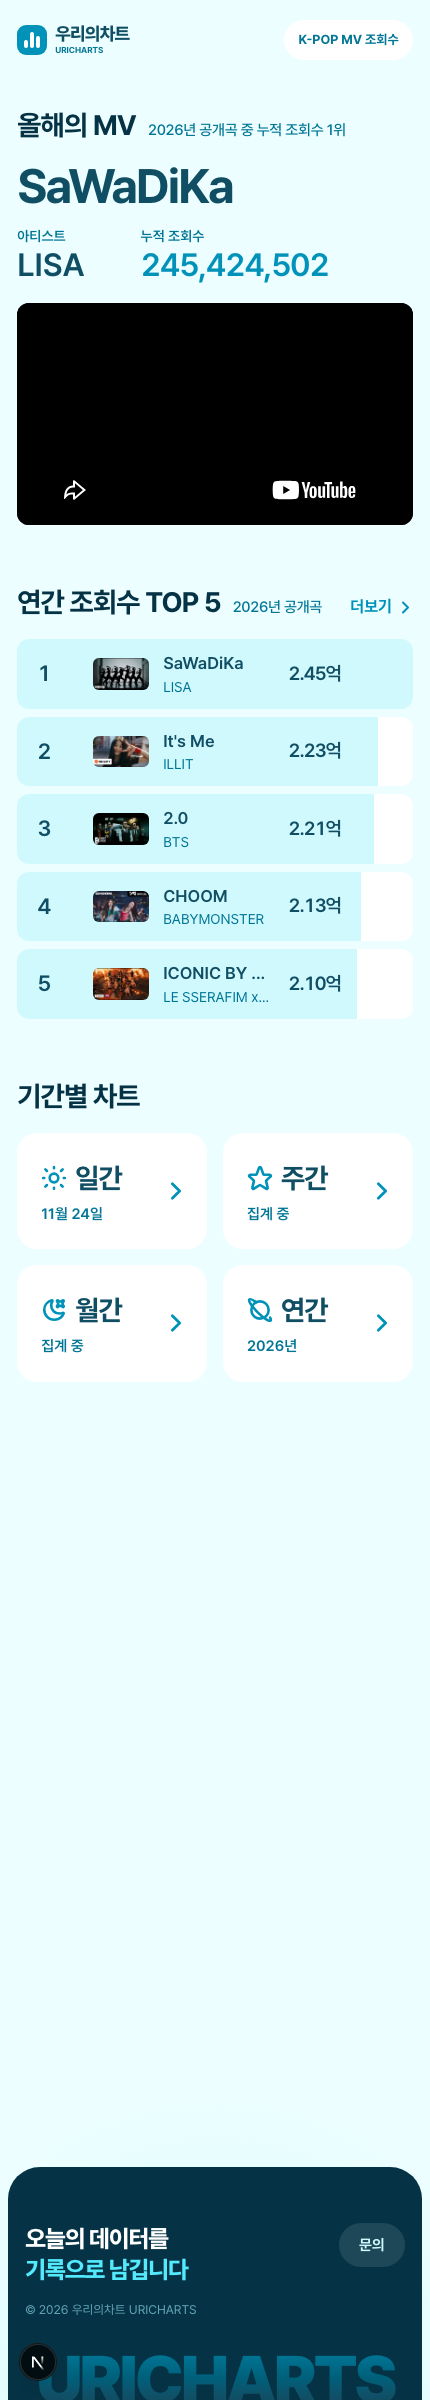 우리의차트
URICHARTS
K-POP MV 조회수
올해의 MV 2026년 공개곡 중 누적 조회수 1위
SaWaDiKa
아티스트 누적 조회수
LISA 245,424,502
YouTube
연간 조회수 TOP 5 2026년 공개곡 더보기
1 SaWaDiKa 2.45억
LISA
2 It's Me 2.23억
ILLIT
3 2.0 2.21억
BTS
4 CHOOM 2.13억
BABYMONSTER
5 ICONIC BY ... 2.10억
LE SSERAFIM x...
기간별 차트
일간
11월 24일
주간
집계 중
월간
집계 중
연간
2026년
오늘의 데이터를
기록으로 남깁니다
문의
© 2026 우리의차트 URICHARTS
N
URICHARTS